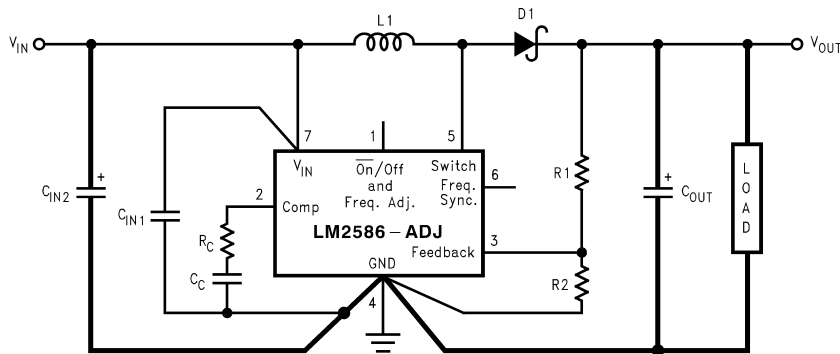 L1
D1
VIN
VOUT
7
1
5
VIN
On/Off
and
Freq. Adj.
Switch
Freq.
Sync.
6
R1
+
CIN2
CIN1
2
Comp
RC
CC
LM2586-ADJ
Feedback
3
GND
4
R2
+
COUT
LOAD